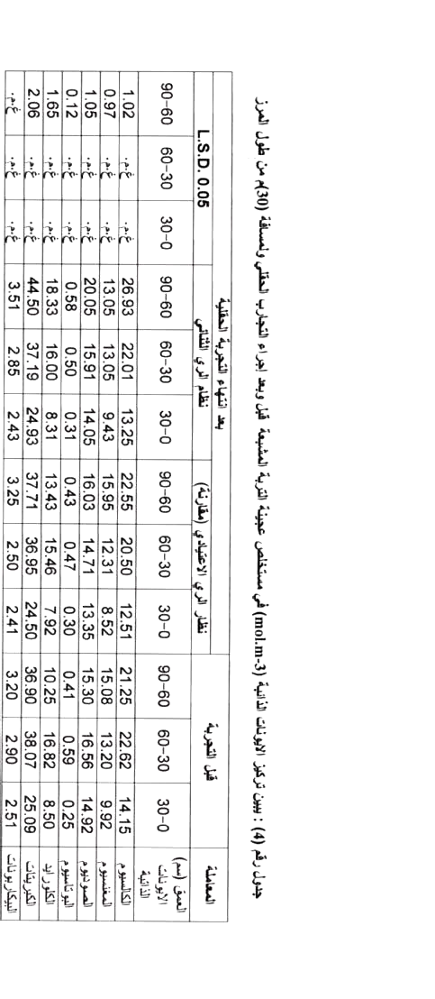 جدول رقم (4) : يبين تركيز الايونات الذائبة (mol.m-3) في مستخلص عجينة التربة المشبعة قبل وبعد اجراء التجارب الحقلي ولمسافة (30)م من طول المرز
المعاملة قبل التجربة بعد انتهاء التجربة الحقلية
نظار الري الاعتيادي (مقارنة) نظام الري الثنائي L.S.D. 0.05
العمق (سم) 30-0 60-30 90-60 30-0 60-30 90-60 30-0 60-30 90-60 30-0 60-30 90-60
الايونات الذائبة
الكالسيوم 14.15 22.62 21.25 12.51 20.50 22.55 13.25 22.01 26.93 غ.م. غ.م. 1.02
المغنسيوم 9.92 13.20 15.08 8.52 12.31 15.95 9.43 13.05 13.05 غ.م. غ.م. 0.97
الصوديوم 14.92 16.56 15.30 13.35 14.71 16.03 14.05 15.91 20.05 غ.م. غ.م. 1.05
البوتاسيوم 0.25 0.59 0.41 0.30 0.47 0.43 0.31 0.50 0.58 غ.م. غ.م. 0.12
الكلورايد 8.50 16.82 10.25 7.92 15.46 13.43 8.31 16.00 18.33 غ.م. غ.م. 1.65
الكبريتات 25.09 38.07 36.90 24.50 36.95 37.71 24.93 37.19 44.50 غ.م. غ.م. 2.06
البيكاربونات 2.51 2.90 3.20 2.41 2.50 3.25 2.43 2.85 3.51 غ.م. غ.م. غ.م.